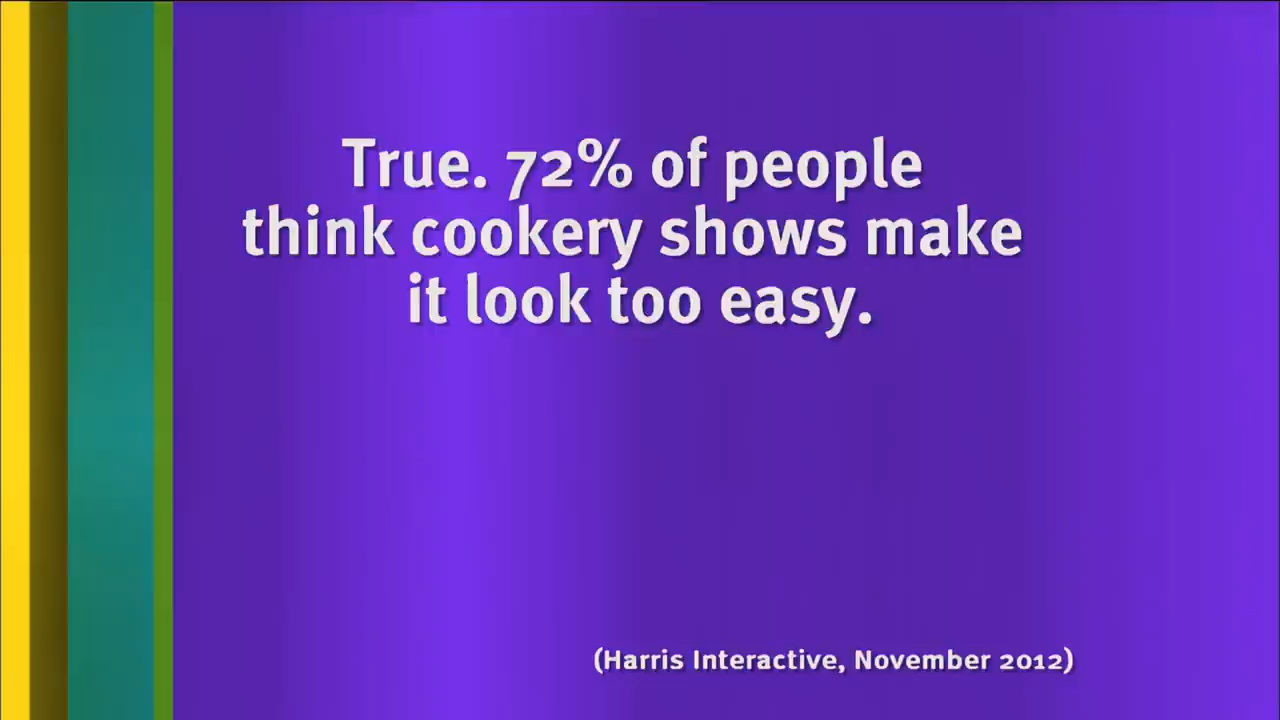 True. 72% of people
think cookery shows make
it look too easy.
(Harris Interactive, November 2012)